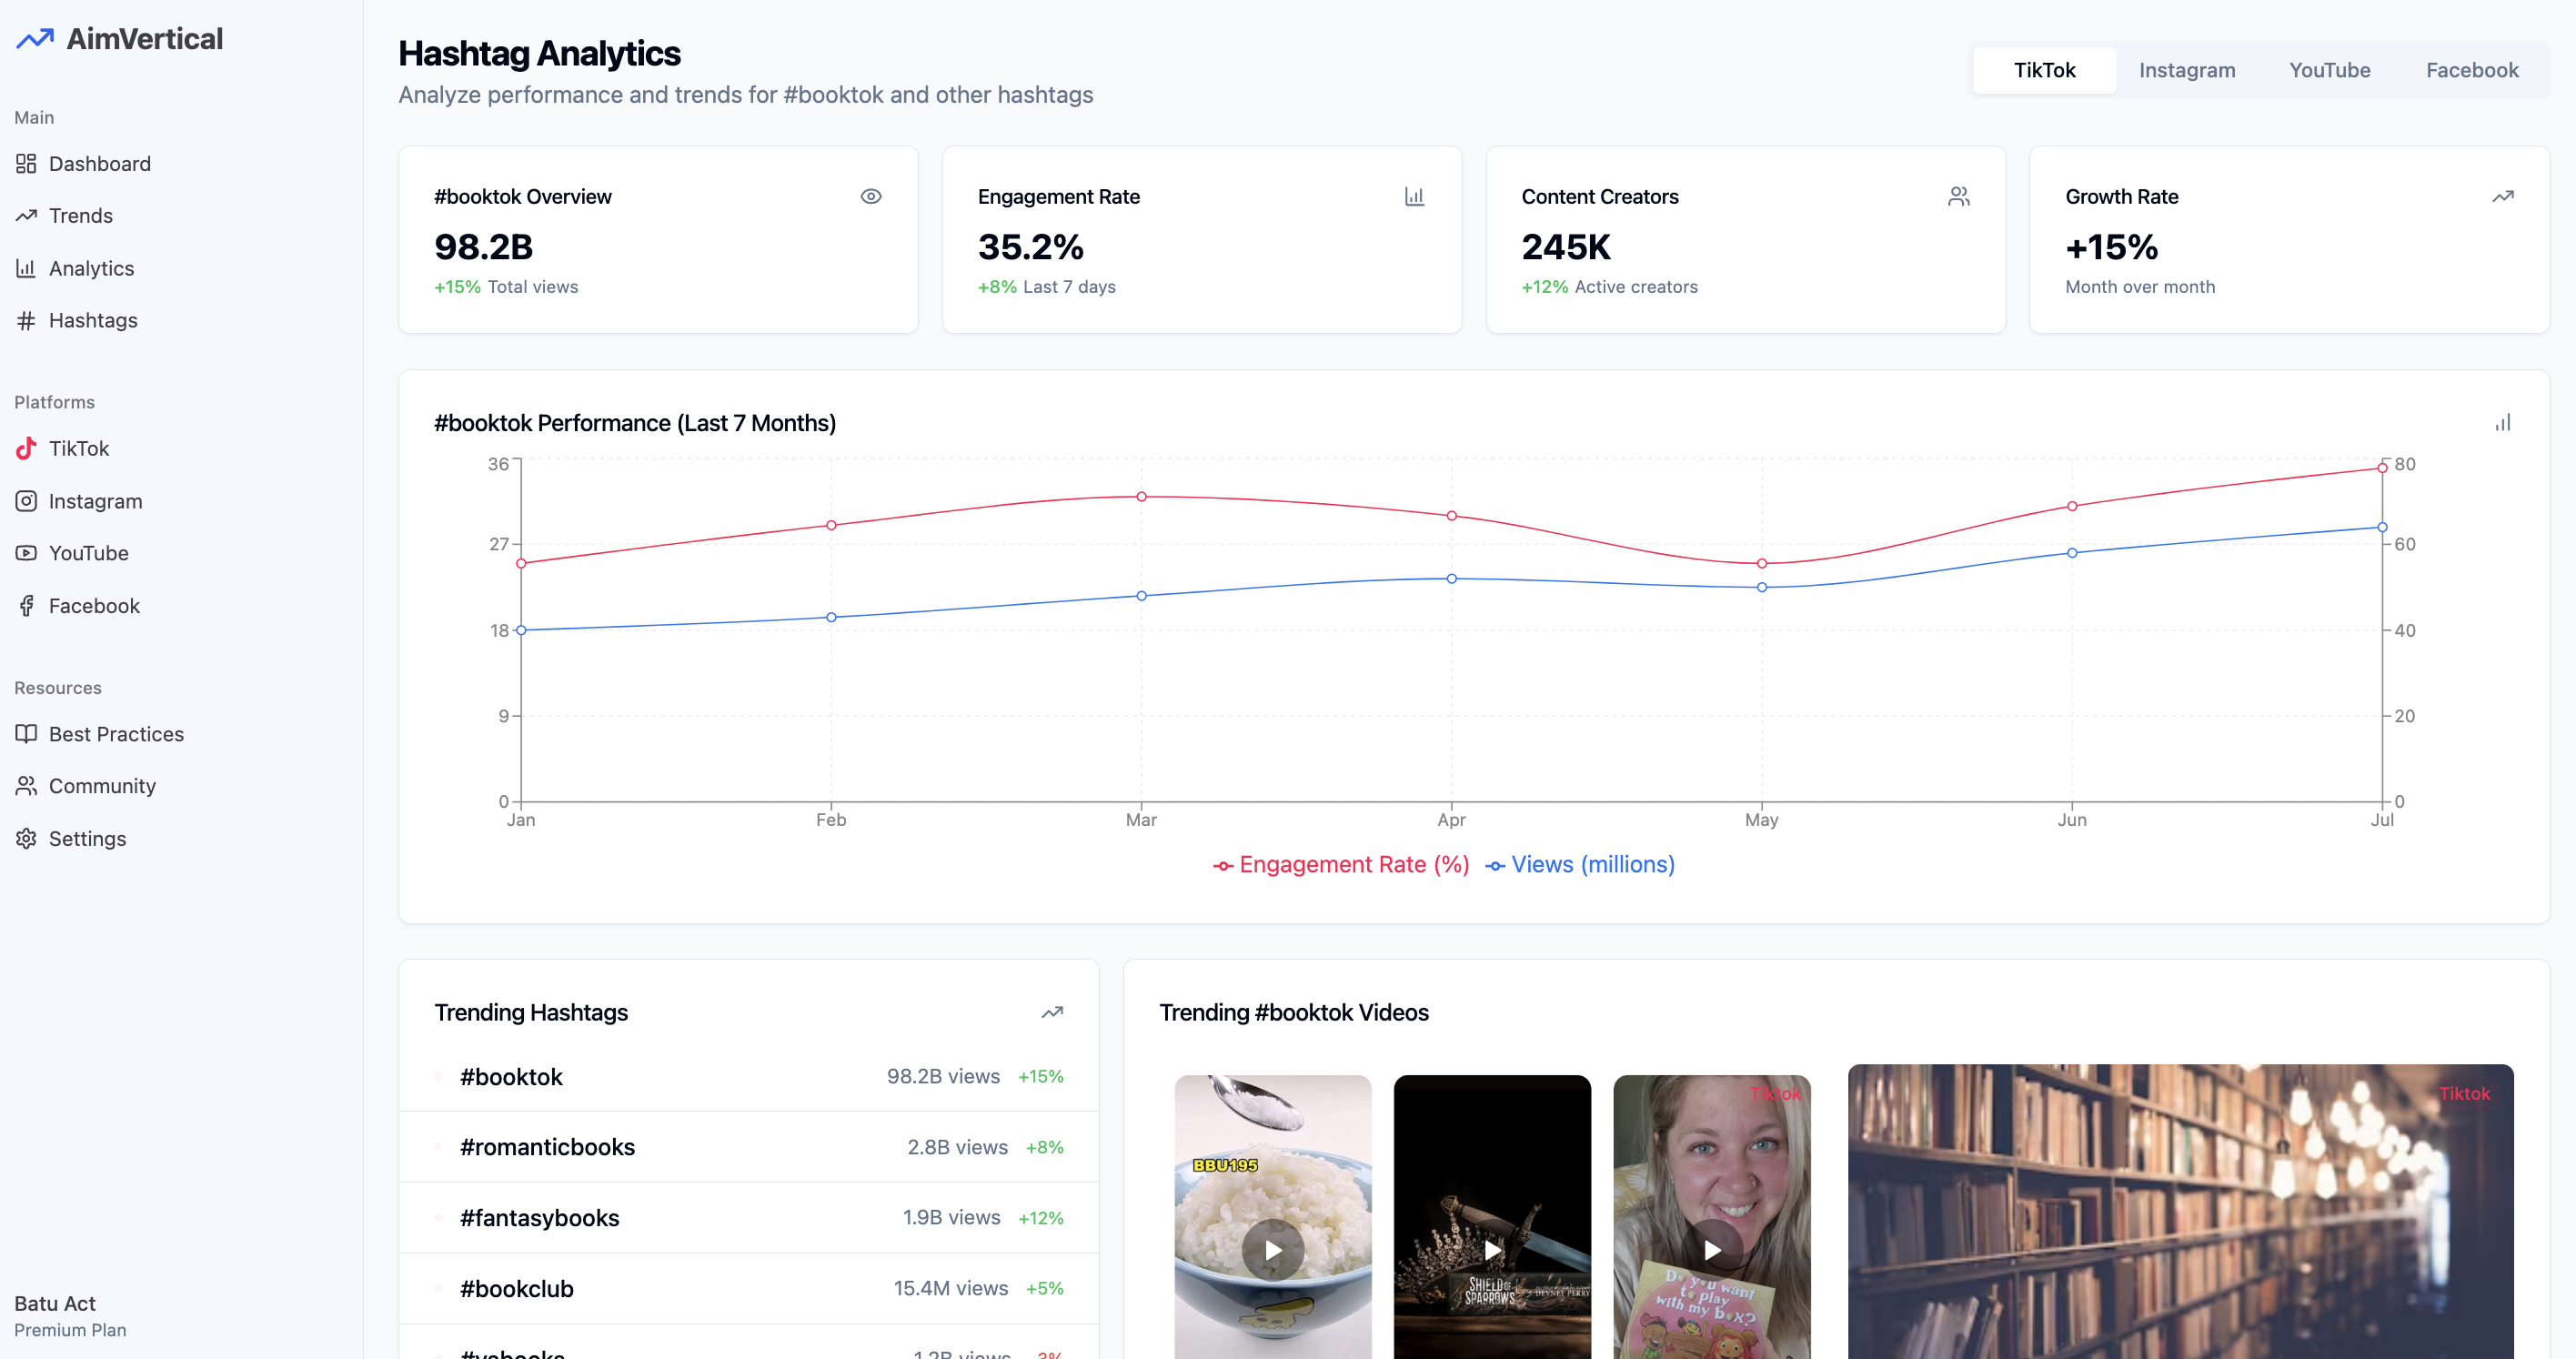 AimVertical
Main
Dashboard
Trends
Analytics
Hashtags
Platforms
TikTok
Instagram
YouTube
Facebook
Resources
Best Practices
Community
Settings
Batu Act
Premium Plan
Hashtag Analytics
Analyze performance and trends for #booktok and other hashtags
TikTok Instagram YouTube Facebook
#booktok Overview
98.2B
+15% Total views
Engagement Rate
35.2%
+8% Last 7 days
Content Creators
245K
+12% Active creators
Growth Rate
+15%
Month over month
#booktok Performance (Last 7 Months)
36
27
18
9
0
80
60
40
20
0
Jan Feb Mar Apr May Jun Jul
Engagement Rate (%) Views (millions)
Trending Hashtags
#booktok 98.2B views +15%
#romanticbooks 2.8B views +8%
#fantasybooks 1.9B views +12%
#bookclub 15.4M views +5%
1.2B views
Trending #booktok Videos
BBU195
SHIELD OF
SPARROWS
DEVNEY PERRY
Tiktok
Do you want
to play
with my box?
Tiktok